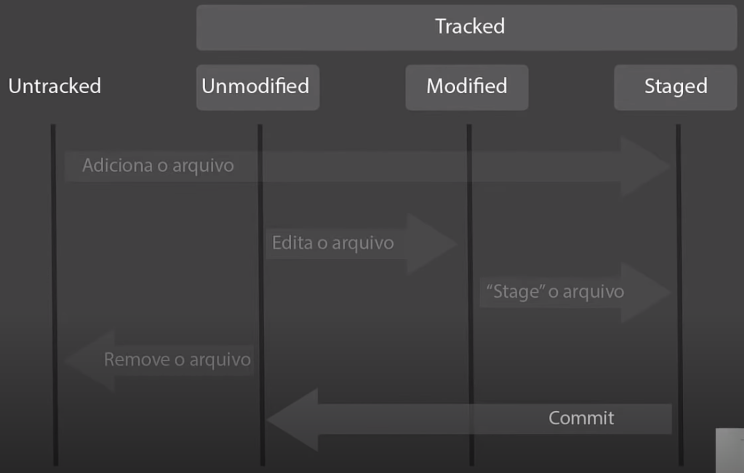 Tracked
Untracked
Unmodified
Modified
Staged
Adiciona o arquivo
Edita o arquivo
“Stage” o arquivo
Remove o arquivo
Commit